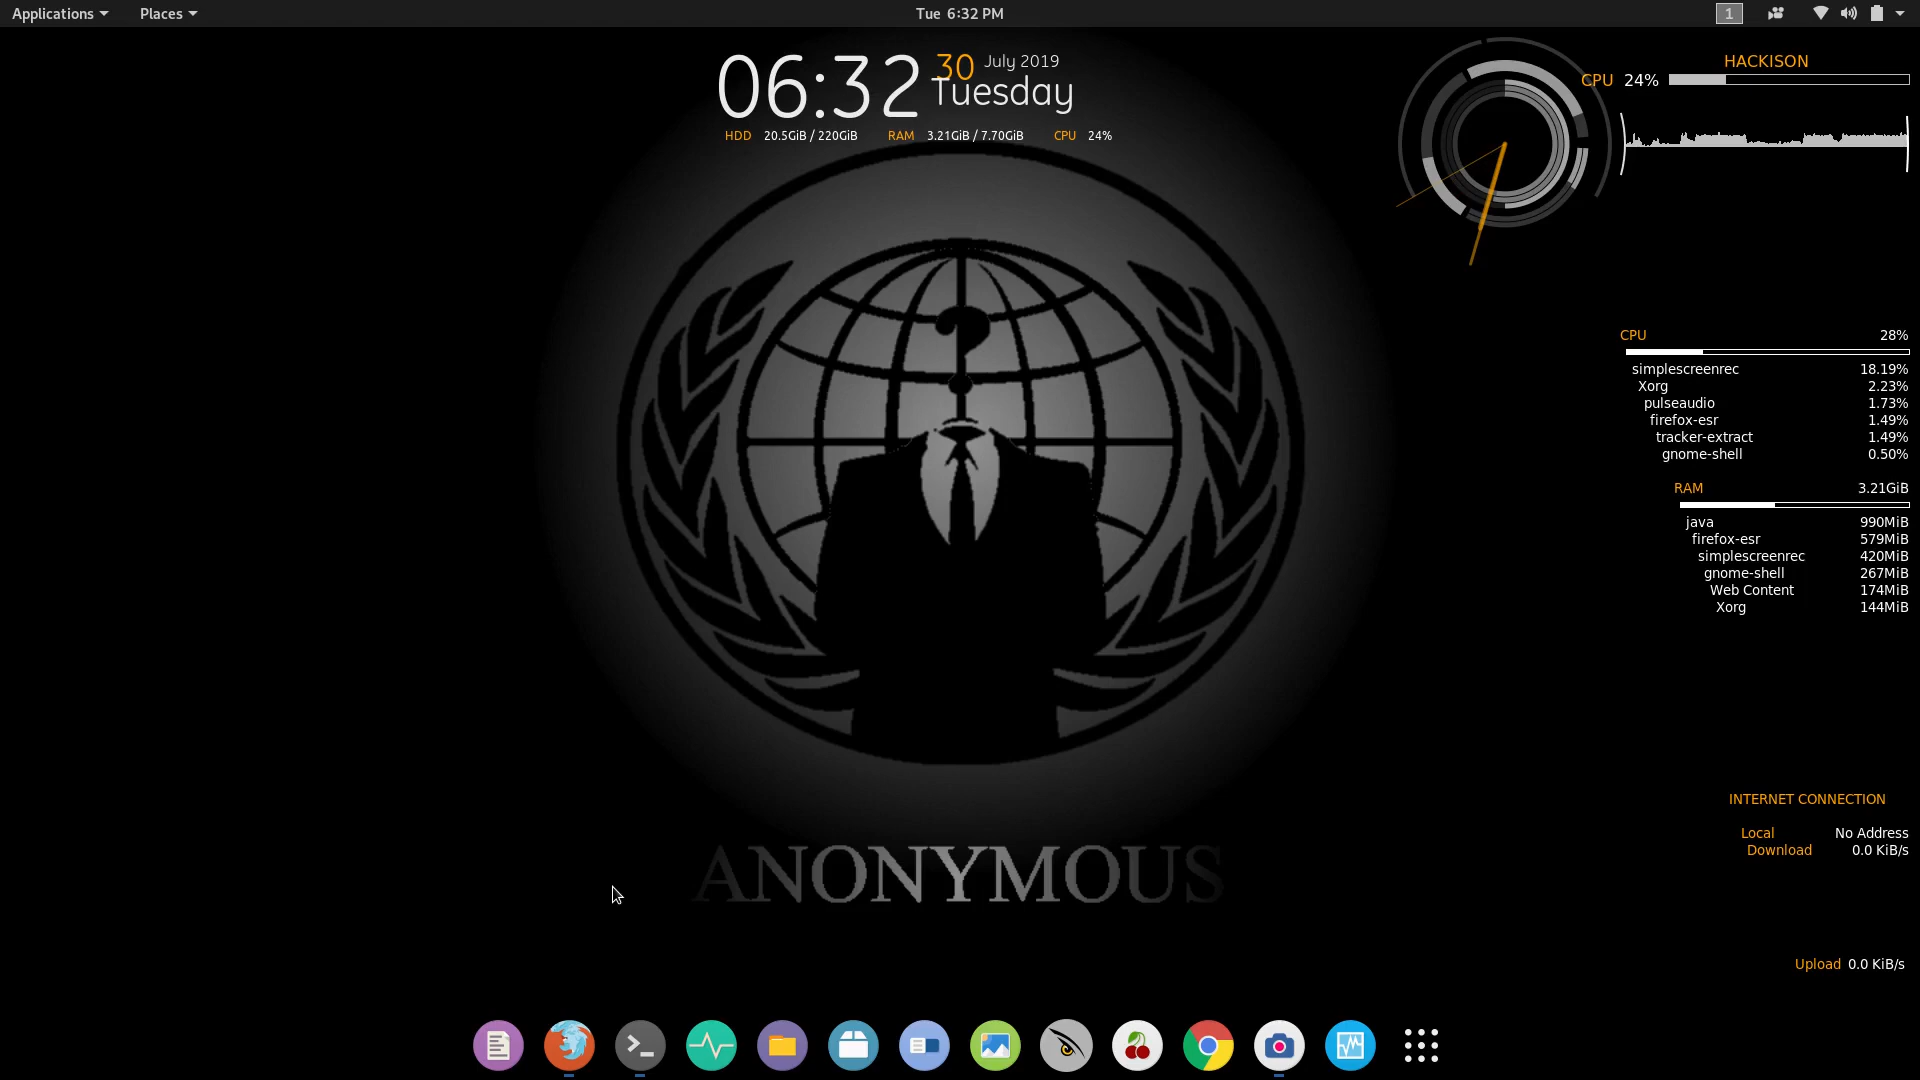 Applications Places Tue 6:32 PM 1
06:32 30 July 2019
Tuesday
HDD 20.5GiB / 220GiB RAM 3.21GiB / 7.70GiB CPU 24%
HACKISON
CPU 24%
CPU 28%
simplescreenrec 18.19%
Xorg 2.23%
pulseaudio 1.73%
firefox-esr 1.49%
tracker-extract 1.49%
gnome-shell 0.50%
RAM 3.21GiB
java 990MiB
firefox-esr 579MiB
simplescreenrec 420MiB
gnome-shell 267MiB
Web Content 174MiB
Xorg 144MiB
INTERNET CONNECTION
Local No Address
Download 0.0 KiB/s
ANONYMOUS
Upload 0.0 KiB/s